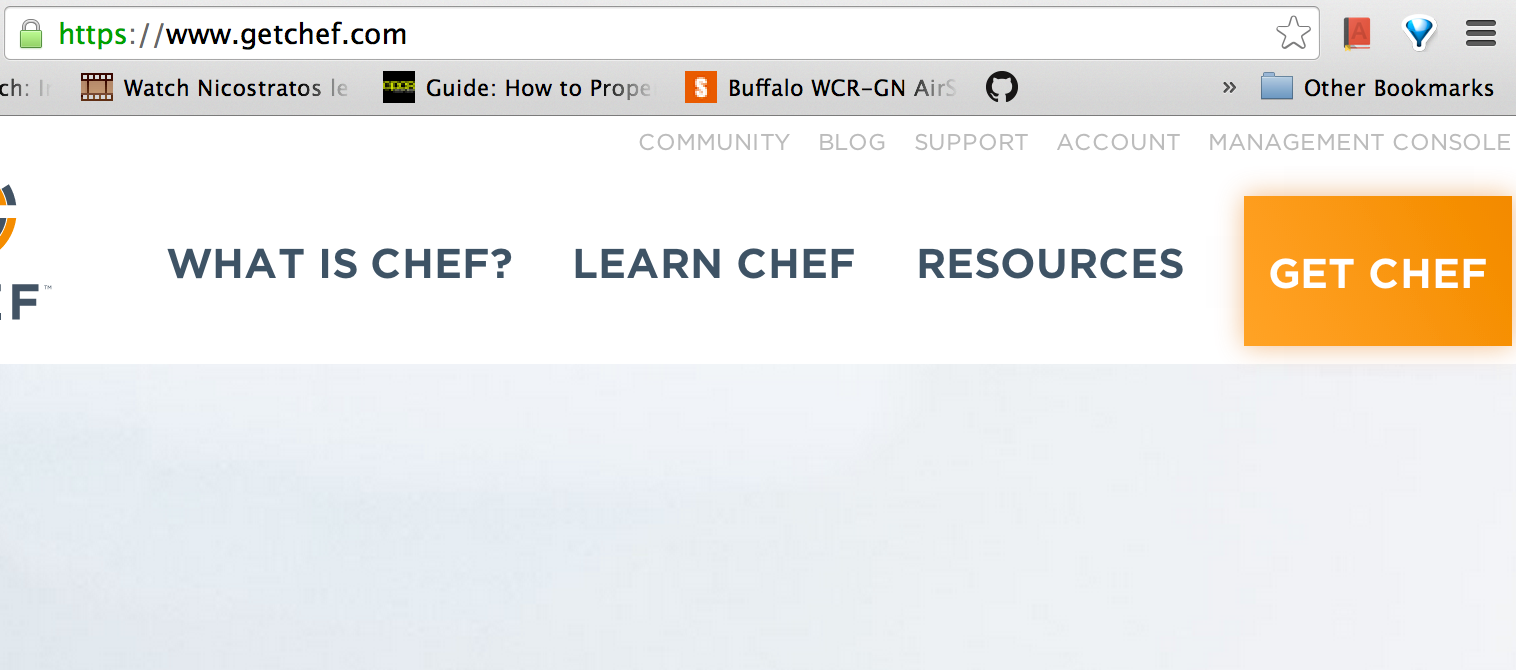 https://www.getchef.com
ch: Watch Nicostratos le Guide: How to Prope Buffalo WCR-GN AirS » Other Bookmarks
COMMUNITY BLOG SUPPORT ACCOUNT MANAGEMENT CONSOLE
WHAT IS CHEF? LEARN CHEF RESOURCES GET CHEF
EF™